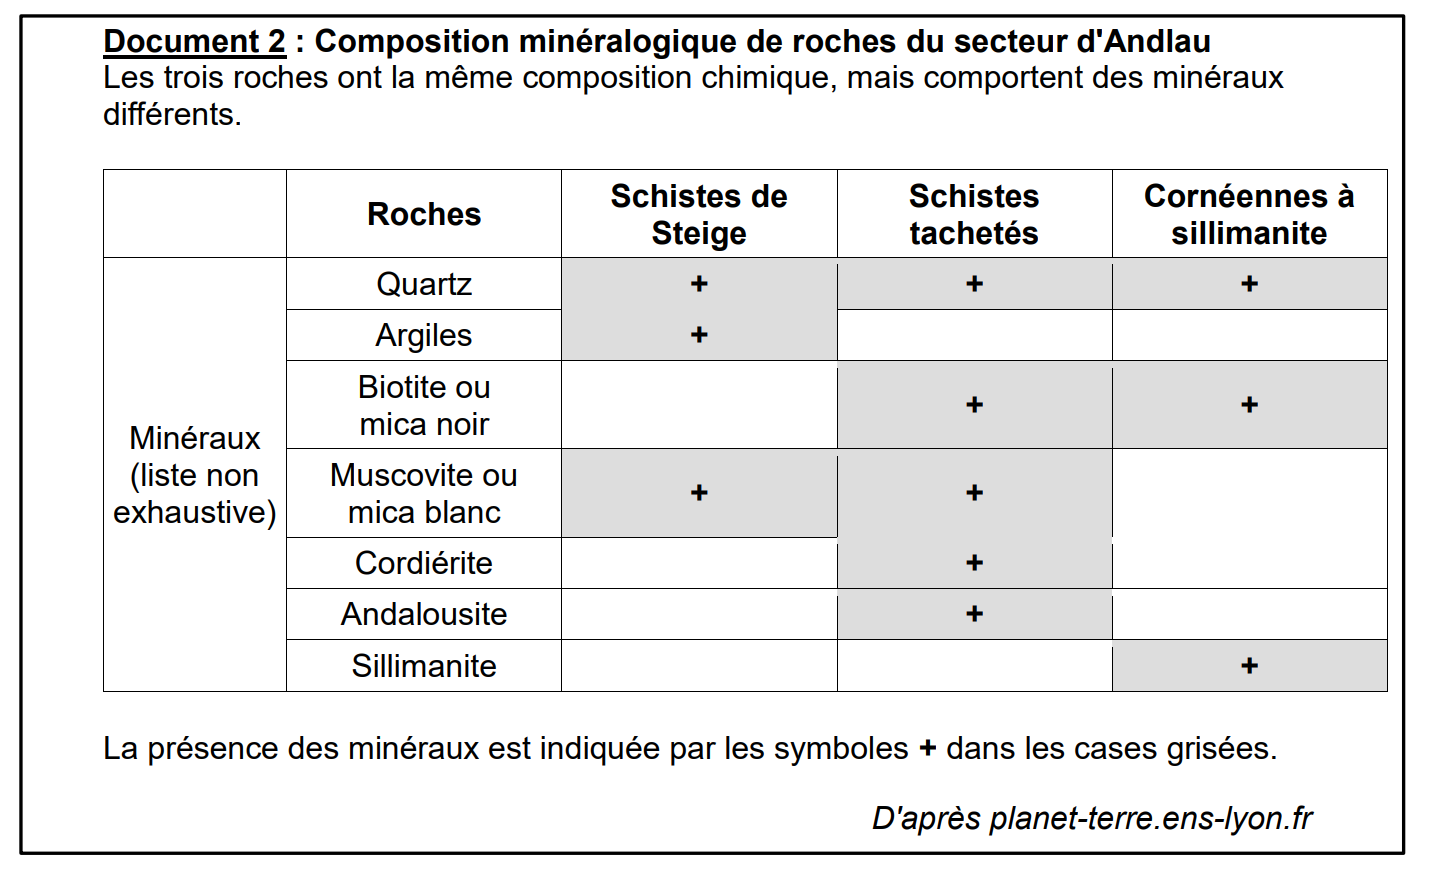 Document 2 : Composition minéralogique de roches du secteur d'Andlau
Les trois roches ont la même composition chimique, mais comportent des minéraux
différents.
Roches
Schistes de
Steige
Schistes
tachetés
Cornéennes à
sillimanite
Minéraux
(liste non
exhaustive)
Quartz + + +
Argiles +
Biotite ou
mica noir + +
Muscovite ou
mica blanc + +
Cordiérite +
Andalousite +
Sillimanite +
La présence des minéraux est indiquée par les symboles + dans les cases grisées.
D'après planet-terre.ens-lyon.fr